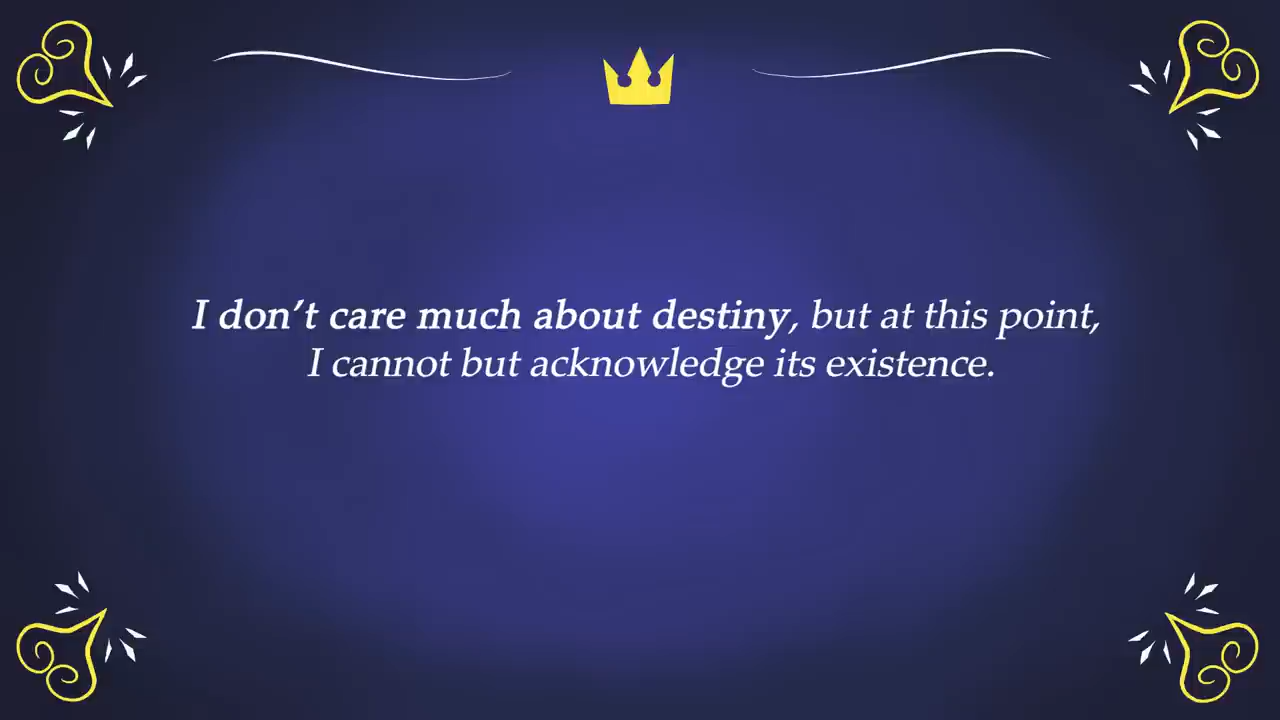 I don’t care much about destiny, but at this point,
I cannot but acknowledge its existence.